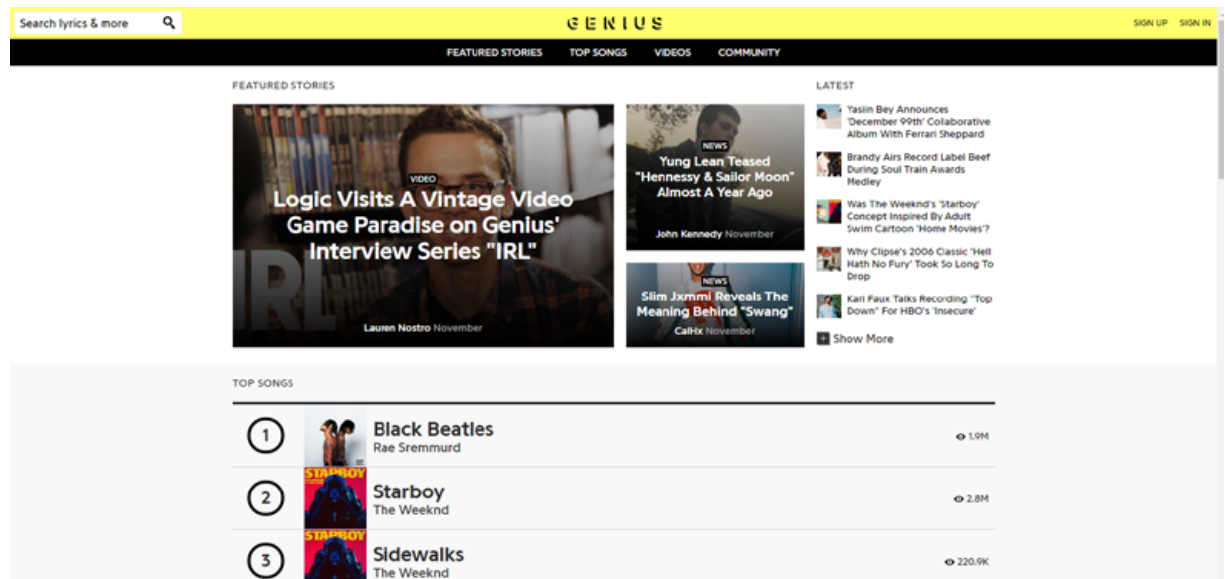 Search lyrics & more
GENIUS
SIGN UP
SIGN IN
FEATURED STORIES
TOP SONGS
VIDEOS
COMMUNITY
FEATURED STORIES
IRL
VIDEO
Logic Visits A Vintage Video
Game Paradise on Genius'
Interview Series "IRL"
Lauren Nostro November
NEWS
Yung Lean Teased
"Hennessy & Sailor Moon"
Almost A Year Ago
John Kennedy November
NEWS
Slim Jxmmi Reveals The
Meaning Behind "Swang"
CalHx November
LATEST
Yasiin Bey Announces
'December 99th' Collaborative
Album With Ferrari Sheppard
Brandy Airs Record Label Beef
During Soul Train Awards
Medley
Was The Weeknd's 'Starboy'
Concept Inspired By Adult
Swim Cartoon 'Home Movies'?
Why Clipse's 2006 Classic 'Hell
Hath No Fury' Took So Long To
Drop
Kari Faux Talks Recording "Top
Down" For HBO's 'Insecure'
Show More
TOP SONGS
1
Black Beatles
Rae Sremmurd
1.9M
STARBOY
2
Starboy
The Weeknd
2.8M
STARBOY
3
Sidewalks
The Weeknd
220.9K